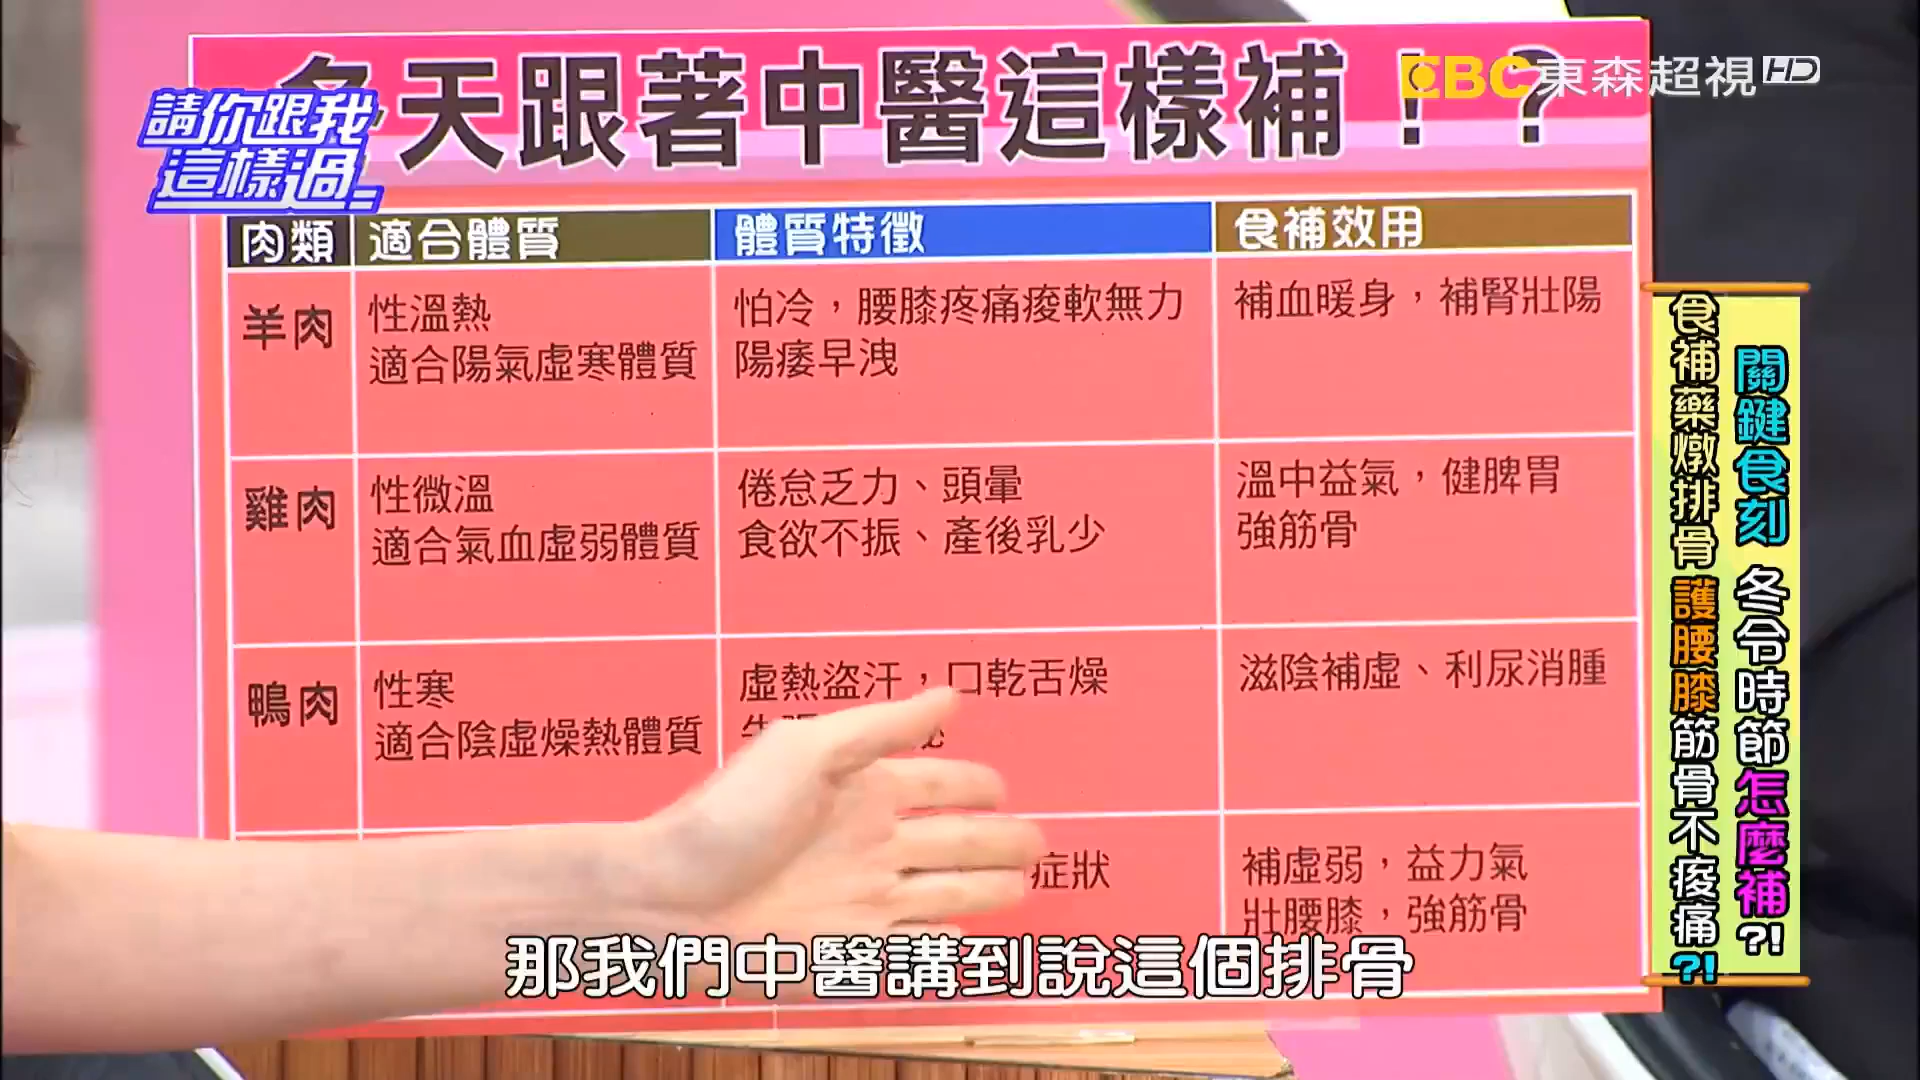 冬天跟著中醫這樣補！？
EBC東森超視HD
請你跟我
這樣過
肉類
適合體質
體質特徵
食補效用
羊肉
性溫熱
適合陽氣虛寒體質
怕冷，腰膝疼痛痠軟無力
陽痿早洩
補血暖身，補腎壯陽
雞肉
性微溫
適合氣血虛弱體質
倦怠乏力、頭暈
食欲不振、產後乳少
溫中益氣，健脾胃
強筋骨
鴨肉
性寒
適合陰虛燥熱體質
虛熱盜汗，口乾舌燥
滋陰補虛、利尿消腫
症狀
補虛弱，益力氣
壯腰膝，強筋骨
關鍵食刻 冬令時節怎麼補?!
食補藥燉排骨 護腰膝筋骨不痠痛?!
那我們中醫講到說這個排骨